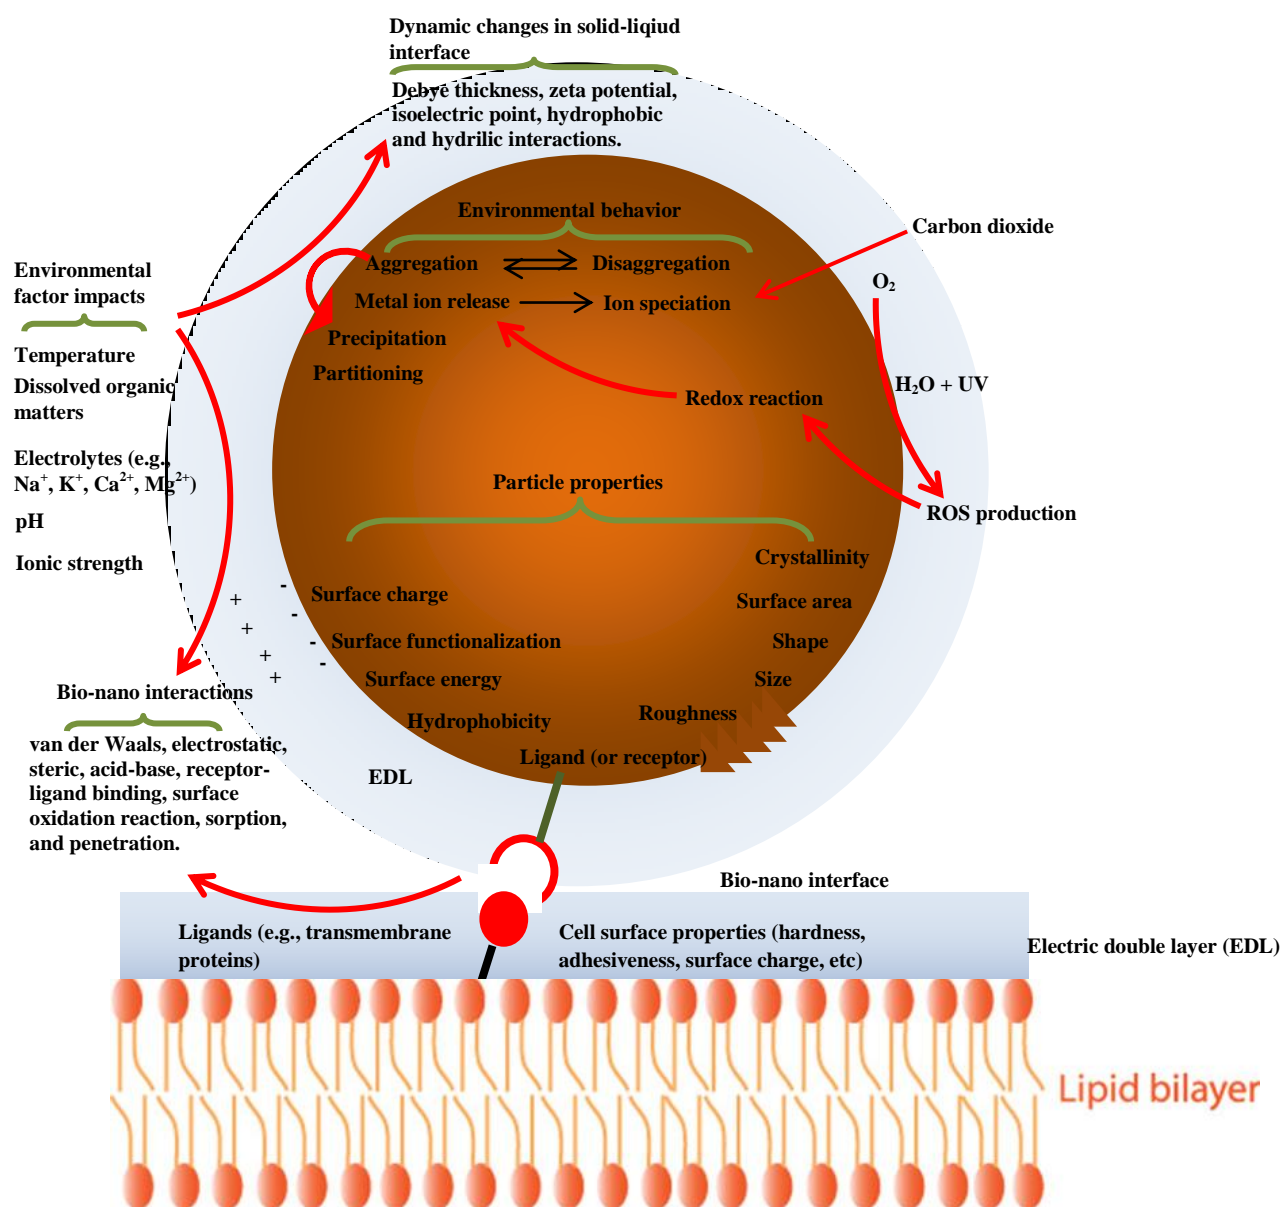 Dynamic changes in solid-liqiud
interface
Debye thickness, zeta potential,
isoelectric point, hydrophobic
and hydrilic interactions.
Environmental behavior
Carbon dioxide
Aggregation
Disaggregation
Environmental
factor impacts
O₂
Metal ion release
Ion speciation
Precipitation
Temperature
Partitioning
Dissolved organic
matters
H₂O + UV
Redox reaction
Electrolytes (e.g.,
Na⁺, K⁺, Ca²⁺, Mg²⁺)
Particle properties
pH
ROS production
Ionic strength
Crystallinity
-
Surface charge
+
Surface area
-
+
-
Surface functionalization
Shape
+
-
+
Surface energy
Size
Bio-nano interactions
Hydrophobicity
Roughness
van der Waals, electrostatic,
steric, acid-base, receptor-
ligand binding, surface
oxidation reaction, sorption,
and penetration.
Ligand (or receptor)
EDL
Bio-nano interface
Ligands (e.g., transmembrane
proteins)
Cell surface properties (hardness,
adhesiveness, surface charge, etc)
Electric double layer (EDL)
Lipid bilayer